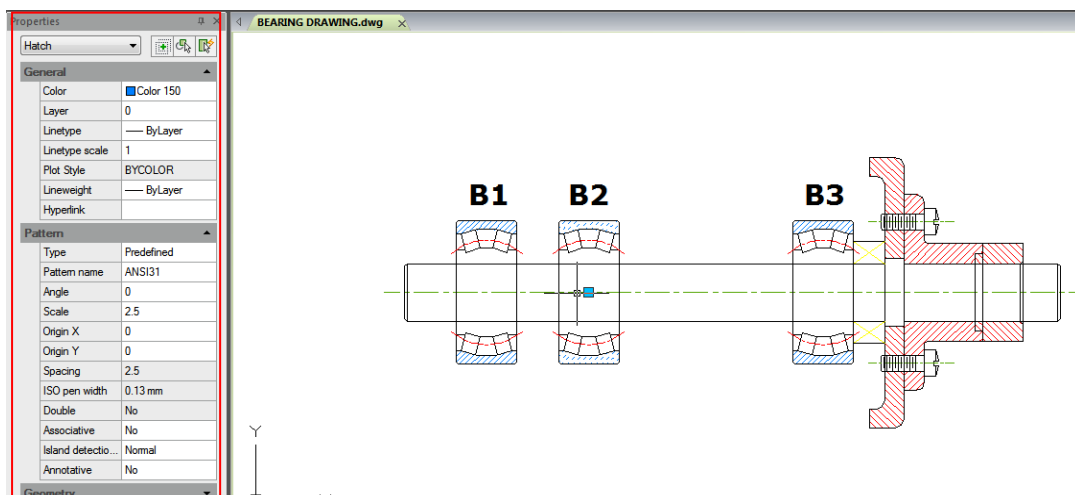 Properties
BEARING DRAWING.dwg
Hatch
General
Color Color 150
Layer 0
Linetype ByLayer
Linetype scale 1
Plot Style BYCOLOR
Lineweight ByLayer
Hyperlink
Pattern
Type Predefined
Pattern name ANSI31
Angle 0
Scale 2.5
Origin X 0
Origin Y 0
Spacing 2.5
ISO pen width 0.13 mm
Double No
Associative No
Island detectio... Normal
Annotative No
Geometry
B1 B2 B3
Y